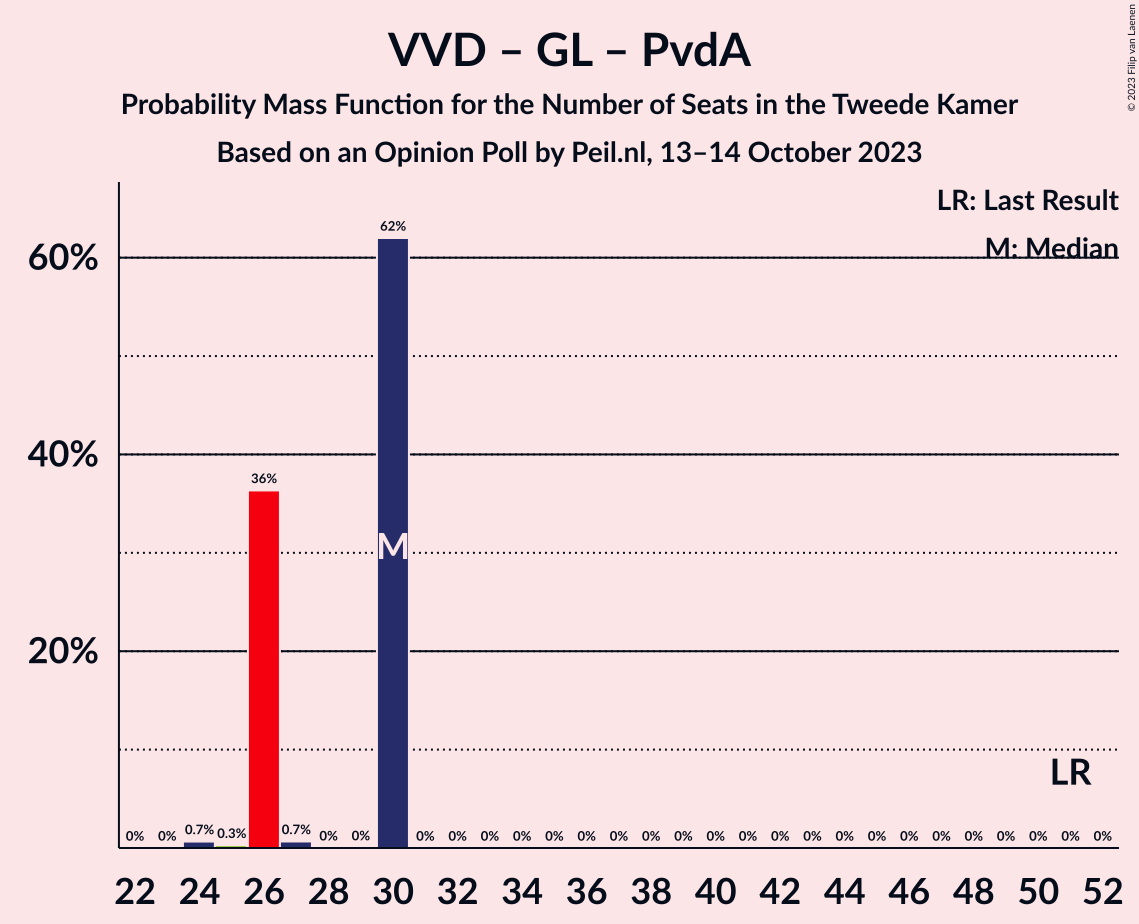 VVD – GL – PvdA
Probability Mass Function for the Number of Seats in the Tweede Kamer
Based on an Opinion Poll by Peil.nl, 13–14 October 2023
© 2023 Filip van Laenen
LR: Last Result
M: Median
60%
40%
20%
0% 0% 0.7% 0.3% 36% 0.7% 0% 0% 62% 0% 0% 0% 0% 0% 0% 0% 0% 0% 0% 0% 0% 0% 0% 0% 0% 0% 0% 0% 0% 0% 0%
M
LR
22 24 26 28 30 32 34 36 38 40 42 44 46 48 50 52